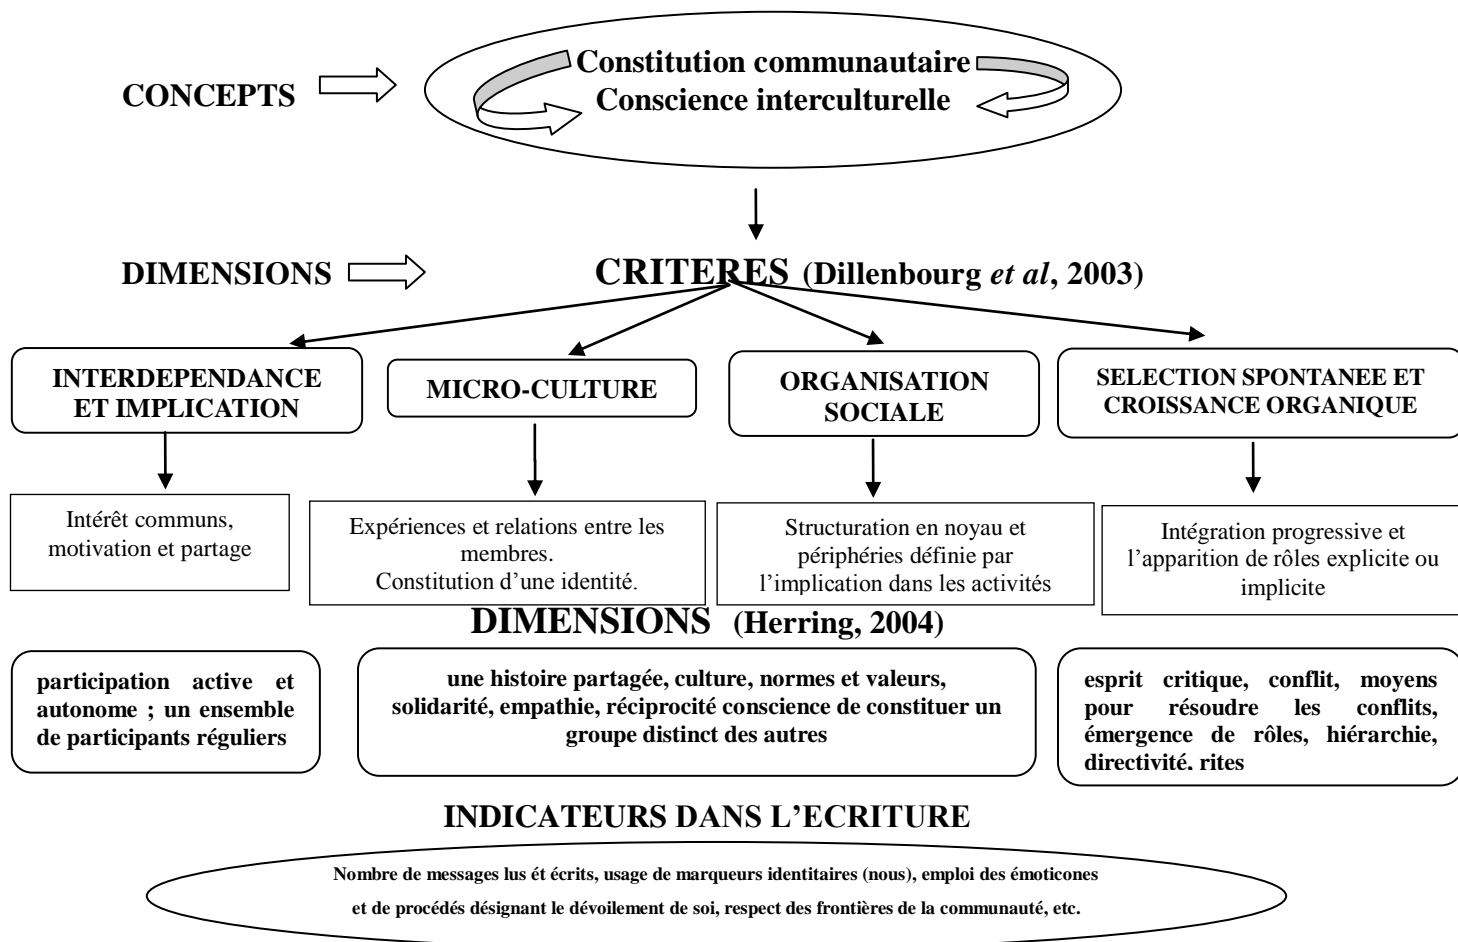 Constitution communautaire
Conscience interculturelle
CONCEPTS
DIMENSIONS
CRITERES (Dillenbourg et al, 2003)
INTERDEPENDANCE
ET IMPLICATION
MICRO-CULTURE
ORGANISATION
SOCIALE
SELECTION SPONTANEE ET
CROISSANCE ORGANIQUE
Intérêt communs,
motivation et partage
Expériences et relations entre les
membres.
Constitution d’une identité.
Structuration en noyau et
périphéries définie par
l’implication dans les activités
Intégration progressive et
l’apparition de rôles explicite ou
implicite
DIMENSIONS (Herring, 2004)
participation active et
autonome ; un ensemble
de participants réguliers
une histoire partagée, culture, normes et valeurs,
solidarité, empathie, réciprocité conscience de constituer un
groupe distinct des autres
esprit critique, conflit, moyens
pour résoudre les conflits,
émergence de rôles, hiérarchie,
directivité, rites
INDICATEURS DANS L’ECRITURE
Nombre de messages lus ét écrits, usage de marqueurs identitaires (nous), emploi des émoticones
et de procédés désignant le dévoilement de soi, respect des frontières de la communauté, etc.